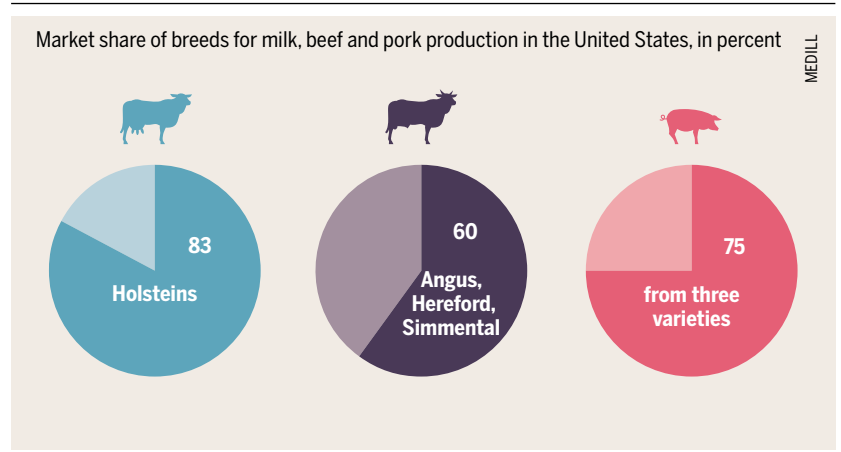 Market share of breeds for milk, beef and pork production in the United States, in percent
MEDILL
83
Holsteins
60
Angus,
Hereford,
Simmental
75
from three
varieties